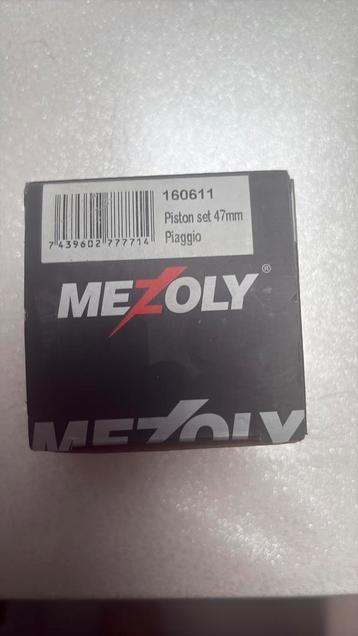 160611
Piston set 47mm
Piaggio
7 439602 777714
MEZOLY®
MEZOLY